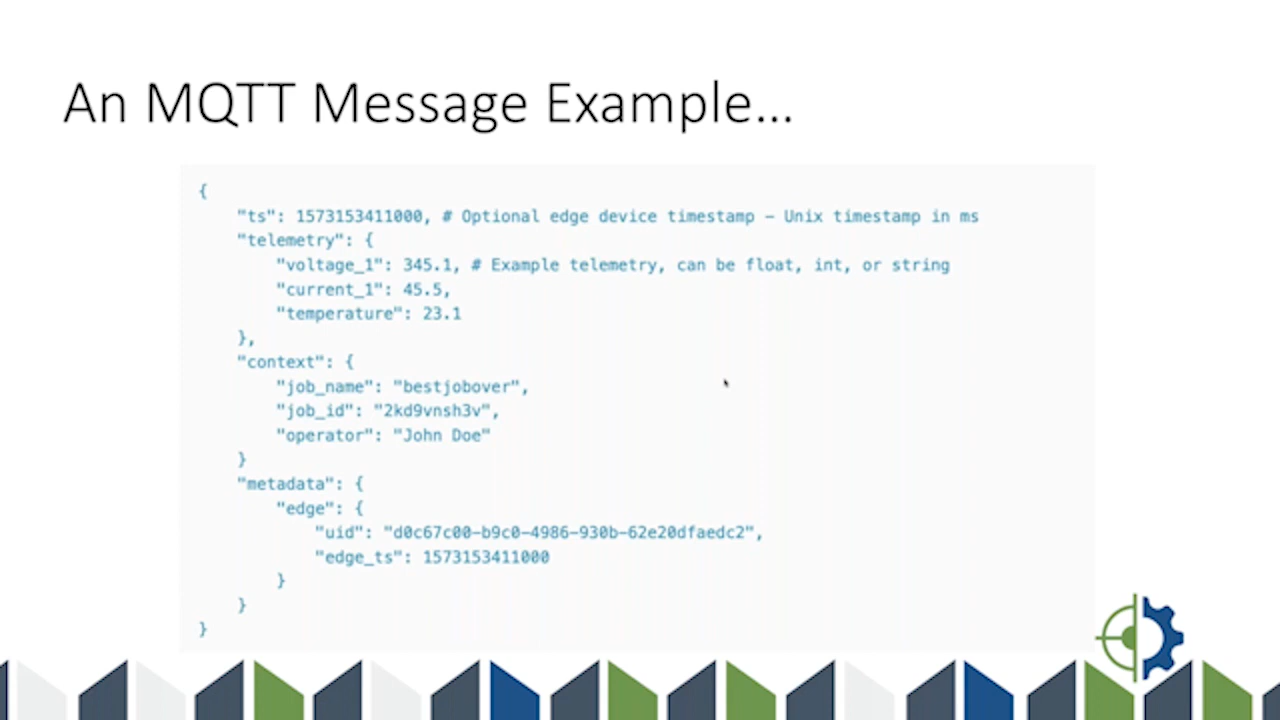 An MQTT Message Example...
{
"ts": 1573153411000, # Optional edge device timestamp – Unix timestamp in ms
"telemetry": {
"voltage_1": 345.1, # Example telemetry, can be float, int, or string
"current_1": 45.5,
"temperature": 23.1
},
"context": {
"job_name": "bestjobover",
"job_id": "2kd9vnsh3v",
"operator": "John Doe"
}
"metadata": {
"edge": {
"uid": "d0c67c00-b9c0-4986-930b-62e20dfaedc2",
"edge_ts": 1573153411000
}
}
}